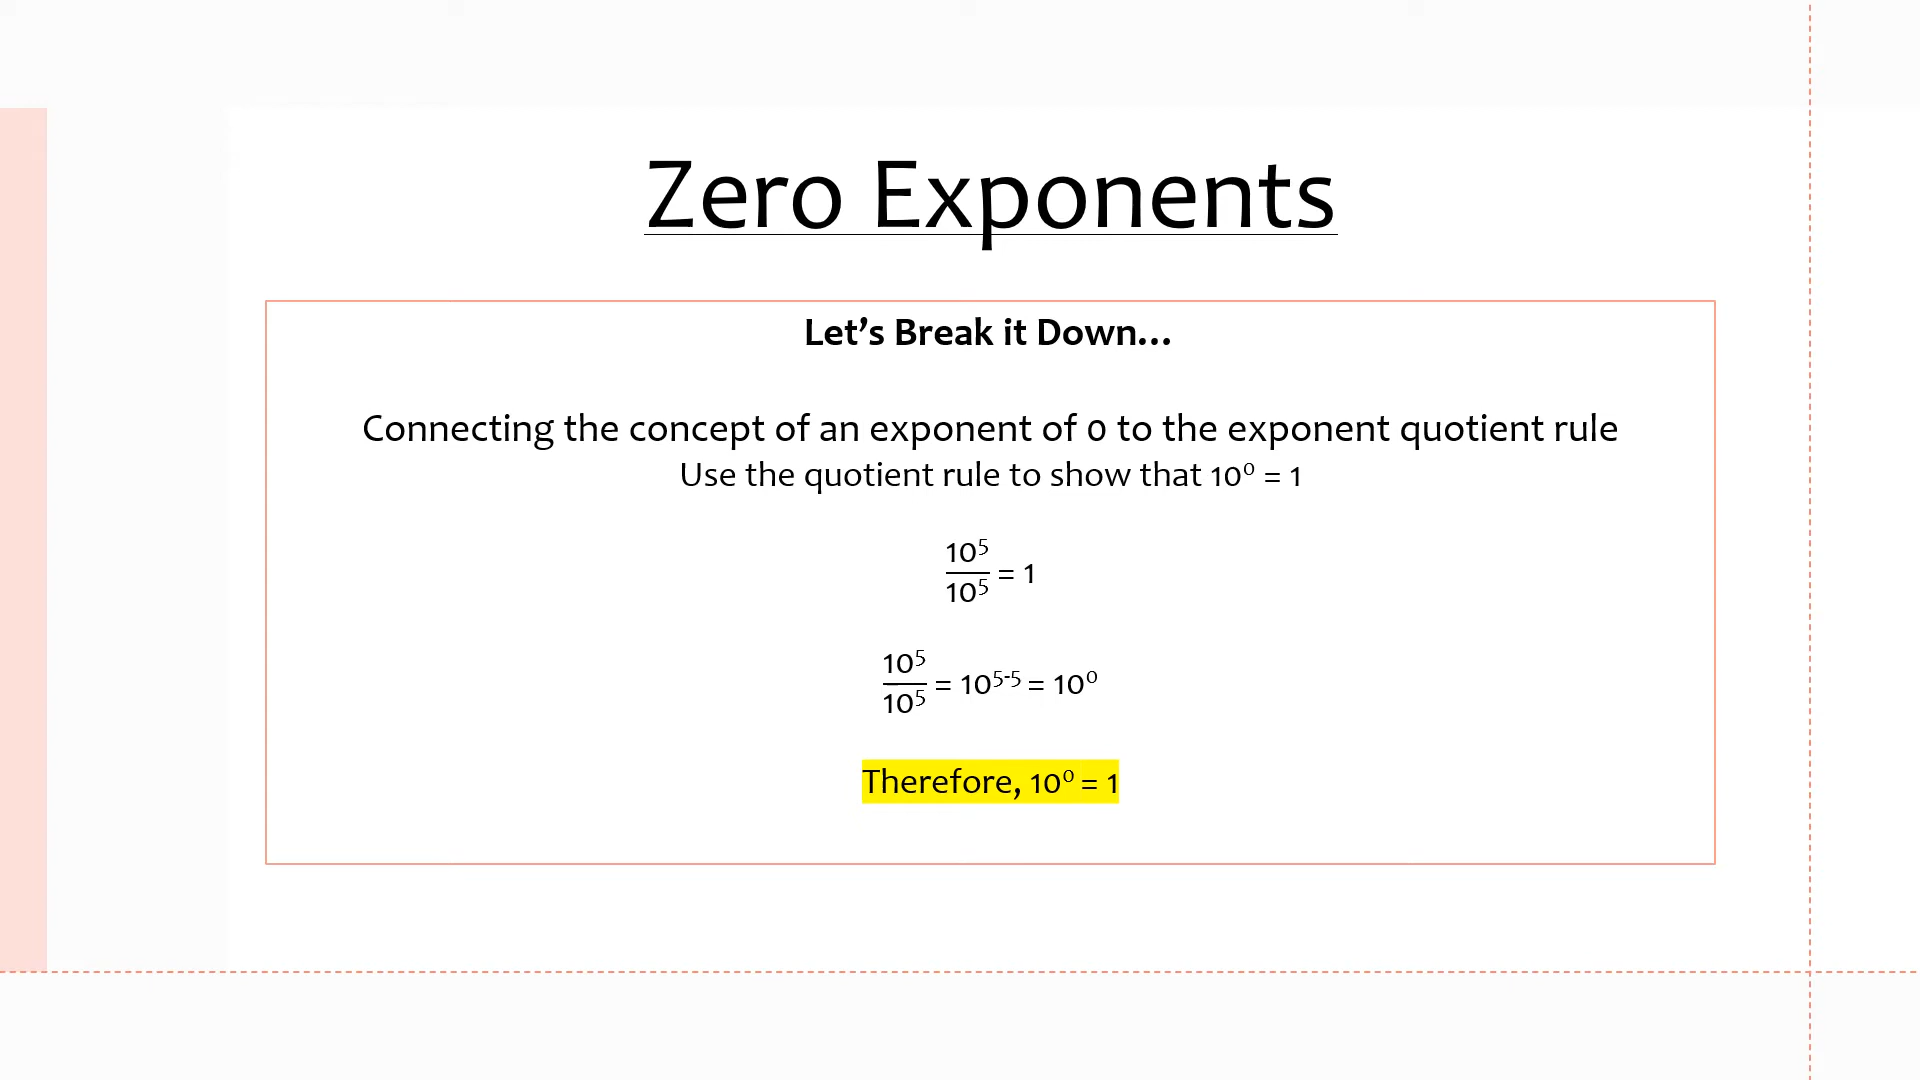 Zero Exponents
Let’s Break it Down...
Connecting the concept of an exponent of 0 to the exponent quotient rule
Use the quotient rule to show that 10⁰ = 1
10⁵/10⁵ = 1
10⁵/10⁵ = 10⁵⁻⁵ = 10⁰
Therefore, 10⁰ = 1